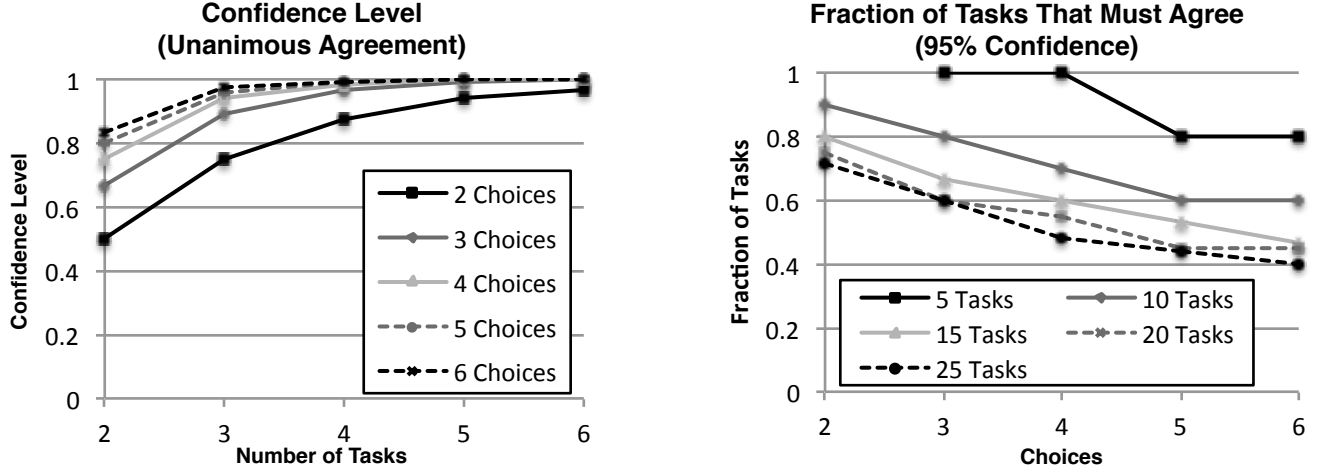 Confidence Level
(Unanimous Agreement)
Confidence Level
1
0.8
0.6
0.4
0.2
0
2 3 4 5 6
Number of Tasks
2 Choices
3 Choices
4 Choices
5 Choices
6 Choices
Fraction of Tasks That Must Agree
(95% Confidence)
Fraction of Tasks
1
0.8
0.6
0.4
0.2
0
2 3 4 5 6
Choices
5 Tasks 10 Tasks
15 Tasks 20 Tasks
25 Tasks